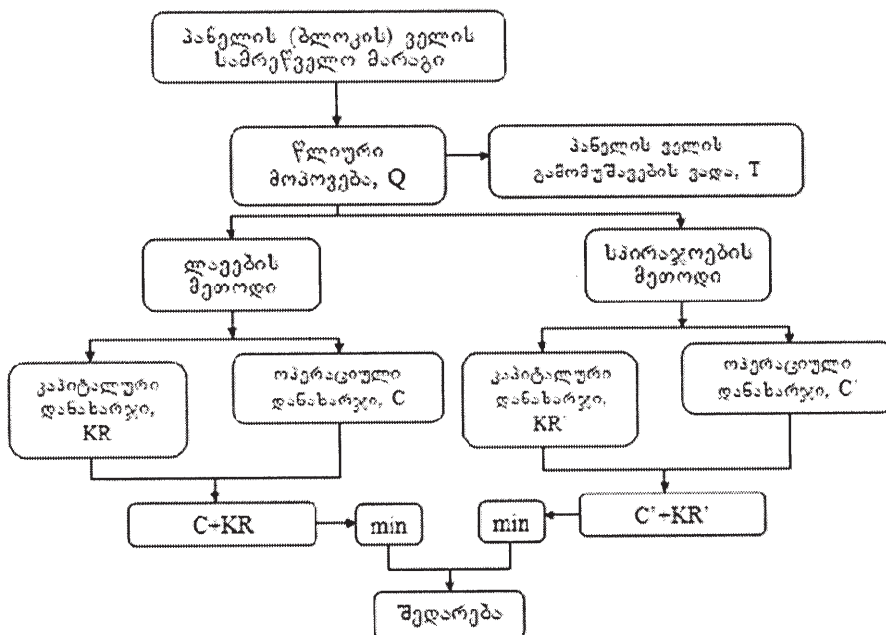 პანელის (ბლოკის) ველის
სამრეწველო მარაგი
წლიური
მოპოვება, Q
პანელის ველის
გამომუშავების ვადა, T
ლავების
მეთოდი
სპირაჯოების
მეთოდი
კაპიტალური
დანახარჯი,
KR
ოპერაციული
დანახარჯი, C
კაპიტალური
დანახარჯი,
KR'
ოპერაციული
დანახარჯი, C'
C+KR
min
min
C'+KR'
შედარება